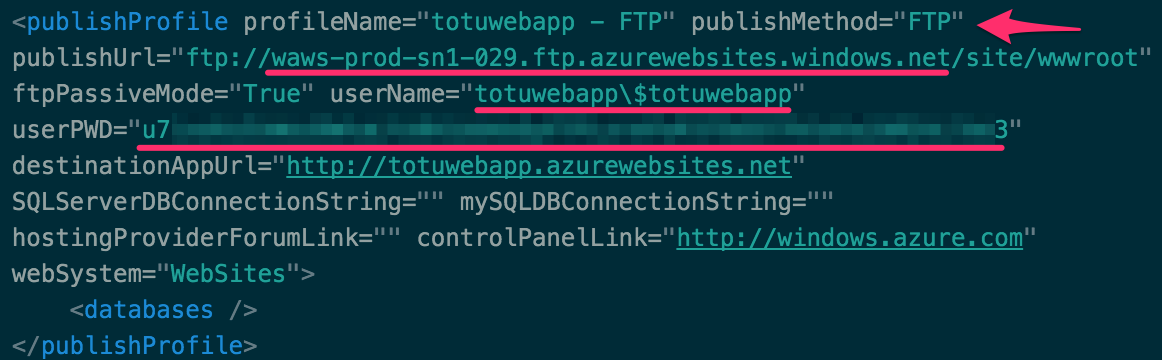 <publishProfile profileName="totuwebapp - FTP" publishMethod="FTP"
publishUrl="ftp://waws-prod-sn1-029.ftp.azurewebsites.windows.net/site/wwwroot"
ftpPassiveMode="True" userName="totuwebapp\$totuwebapp"
userPWD="u7 3"
destinationAppUrl="http://totuwebapp.azurewebsites.net"
SQLServerDBConnectionString="" mySQLDBConnectionString=""
hostingProviderForumLink="" controlPanelLink="http://windows.azure.com"
webSystem="WebSites">
<databases />
</publishProfile>